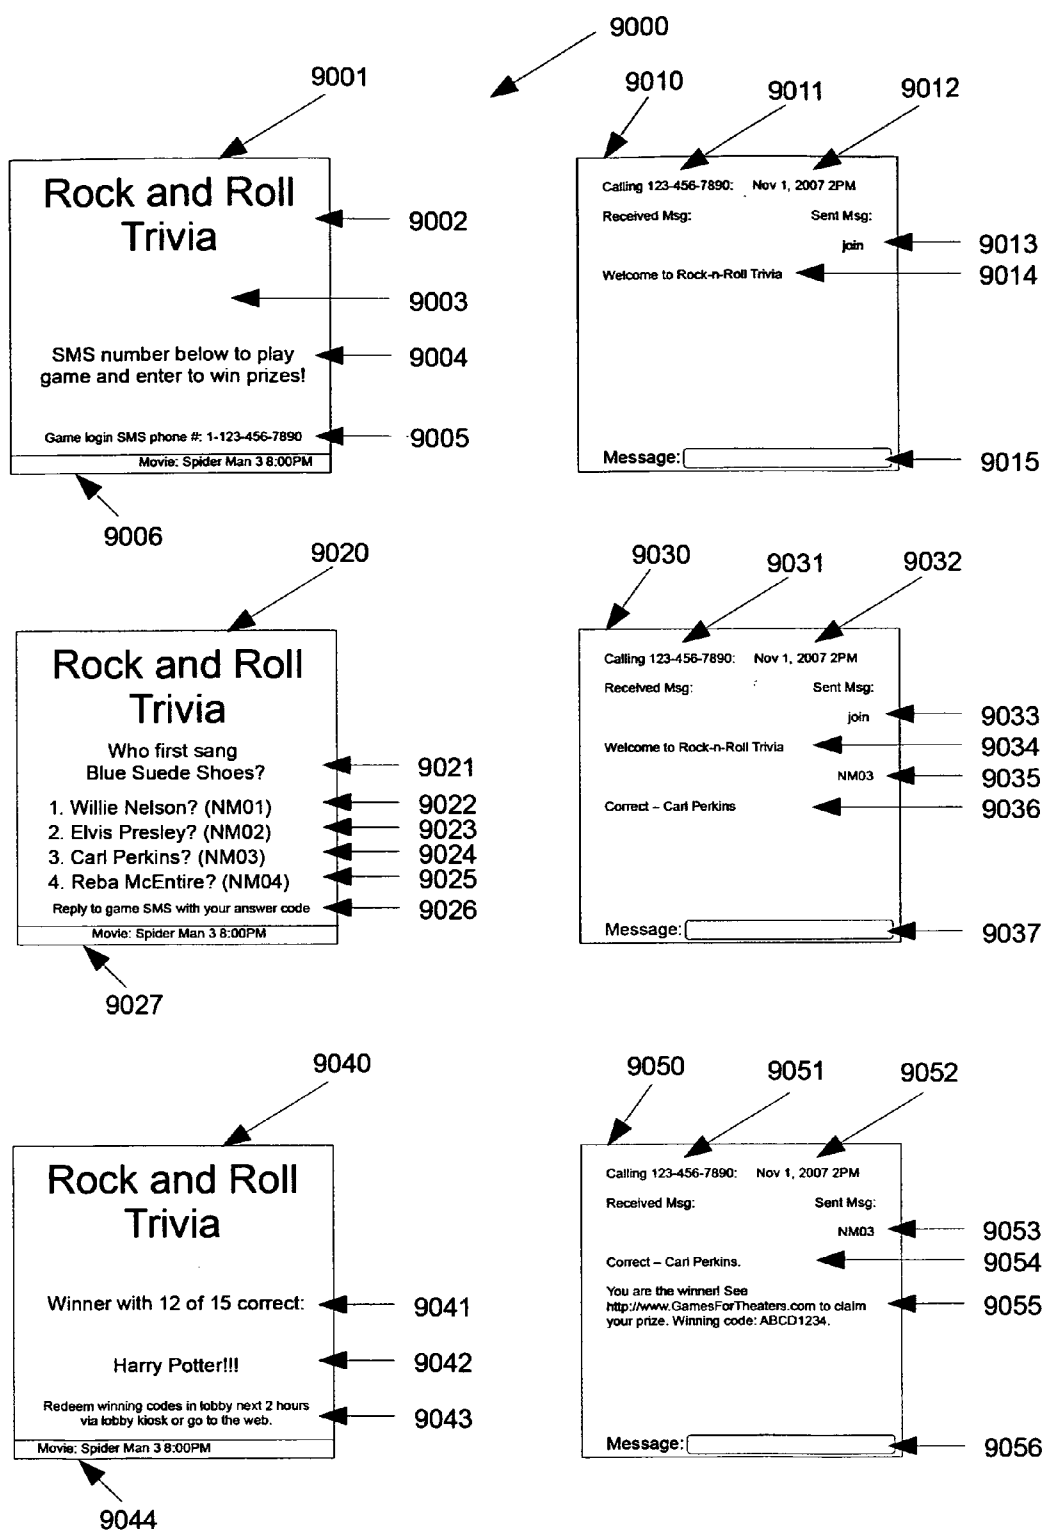 9000
9001
9010
9011
9012
Rock and Roll
Trivia
9002
9003
SMS number below to play
game and enter to win prizes!
9004
Game login SMS phone #: 1-123-456-7890
9005
Movie: Spider Man 3 8:00PM
9006
Calling 123-456-7890: Nov 1, 2007 2PM
Received Msg: Sent Msg:
join
9013
Welcome to Rock-n-Roll Trivia
9014
Message:
9015
9020
9030
9031
9032
Rock and Roll
Trivia
Who first sang
Blue Suede Shoes?
9021
1. Willie Nelson? (NM01)
9022
2. Elvis Presley? (NM02)
9023
3. Carl Perkins? (NM03)
9024
4. Reba McEntire? (NM04)
9025
Reply to game SMS with your answer code
9026
Movie: Spider Man 3 8:00PM
9027
Calling 123-456-7890: Nov 1, 2007 2PM
Received Msg: Sent Msg:
join
9033
Welcome to Rock-n-Roll Trivia
9034
NM03
9035
Correct – Carl Perkins
9036
Message:
9037
9040
9050
9051
9052
Rock and Roll
Trivia
Winner with 12 of 15 correct:
9041
Harry Potter!!!
9042
Redeem winning codes in lobby next 2 hours
via lobby kiosk or go to the web.
9043
Movie: Spider Man 3 8:00PM
9044
Calling 123-456-7890: Nov 1, 2007 2PM
Received Msg: Sent Msg:
NM03
9053
Correct – Carl Perkins.
9054
You are the winner! See
http://www.GamesForTheaters.com to claim
your prize. Winning code: ABCD1234.
9055
Message:
9056